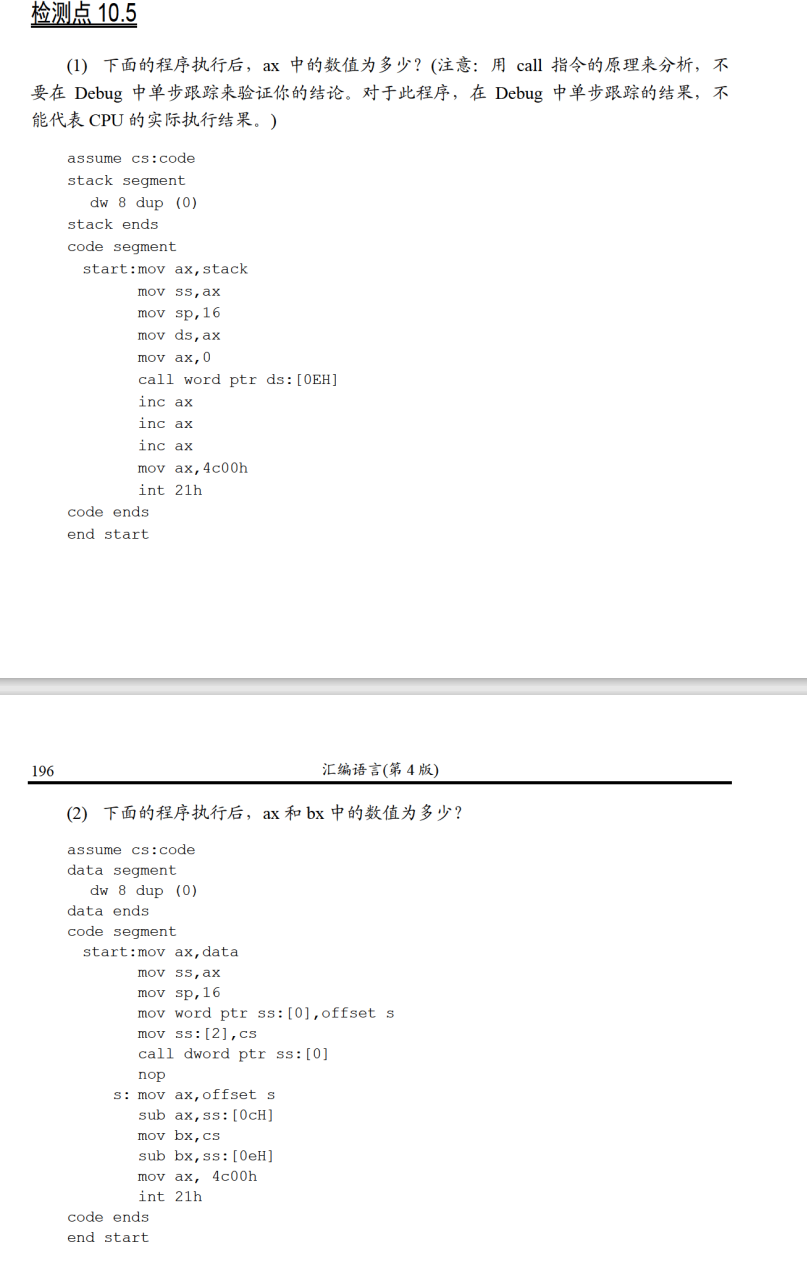 检测点 10.5
(1) 下面的程序执行后，ax 中的数值为多少？(注意：用 call 指令的原理来分析，不
要在 Debug 中单步跟踪来验证你的结论。对于此程序，在 Debug 中单步跟踪的结果，不
能代表 CPU 的实际执行结果。)
assume cs:code
stack segment
dw 8 dup (0)
stack ends
code segment
start:mov ax,stack
mov ss,ax
mov sp,16
mov ds,ax
mov ax,0
call word ptr ds:[0EH]
inc ax
inc ax
inc ax
mov ax,4c00h
int 21h
code ends
end start
196 汇编语言(第 4 版)
(2) 下面的程序执行后，ax 和 bx 中的数值为多少？
assume cs:code
data segment
dw 8 dup (0)
data ends
code segment
start:mov ax,data
mov ss,ax
mov sp,16
mov word ptr ss:[0],offset s
mov ss:[2],cs
call dword ptr ss:[0]
nop
s: mov ax,offset s
sub ax,ss:[0cH]
mov bx,cs
sub bx,ss:[0eH]
mov ax, 4c00h
int 21h
code ends
end start